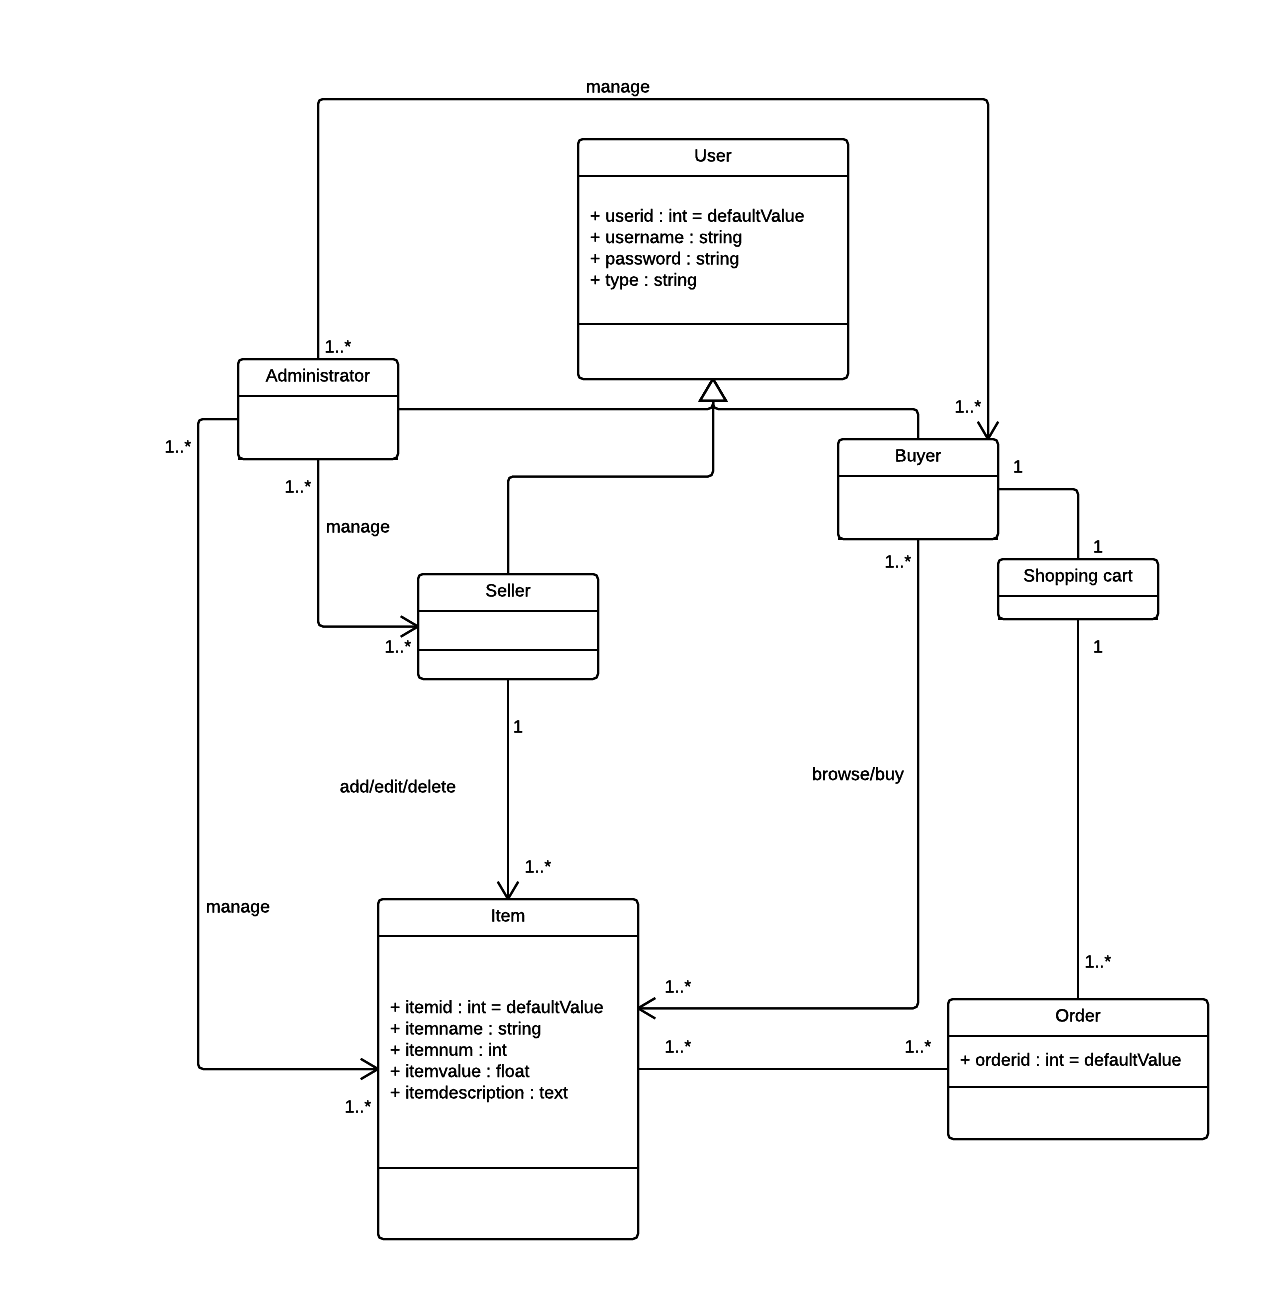 manage
User
+ userid : int = defaultValue
+ username : string
+ password : string
+ type : string
1..*
Administrator
1..*
1..*
Buyer
1
1..*
1..*
manage
1
1..*
Shopping cart
Seller
1..*
1
1
browse/buy
add/edit/delete
1..*
manage
Item
1..*
1..*
+ itemid : int = defaultValue
+ itemname : string
+ itemnum : int
+ itemvalue : float
+ itemdescription : text
Order
1..*
1..*
+ orderid : int = defaultValue
1..*